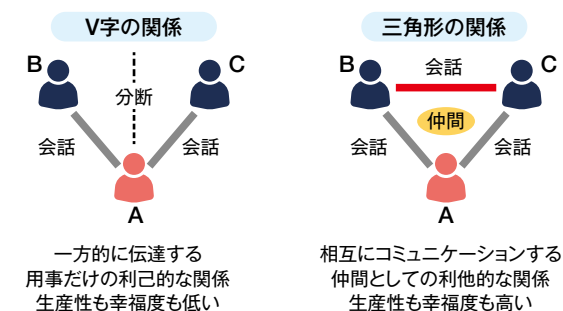 V字の関係
B
C
分断
会話
会話
A
一方的に伝達する
用事だけの利己的な関係
生産性も幸福度も低い
三角形の関係
B
会話
C
仲間
会話
会話
A
相互にコミュニケーションする
仲間としての利他的な関係
生産性も幸福度も高い